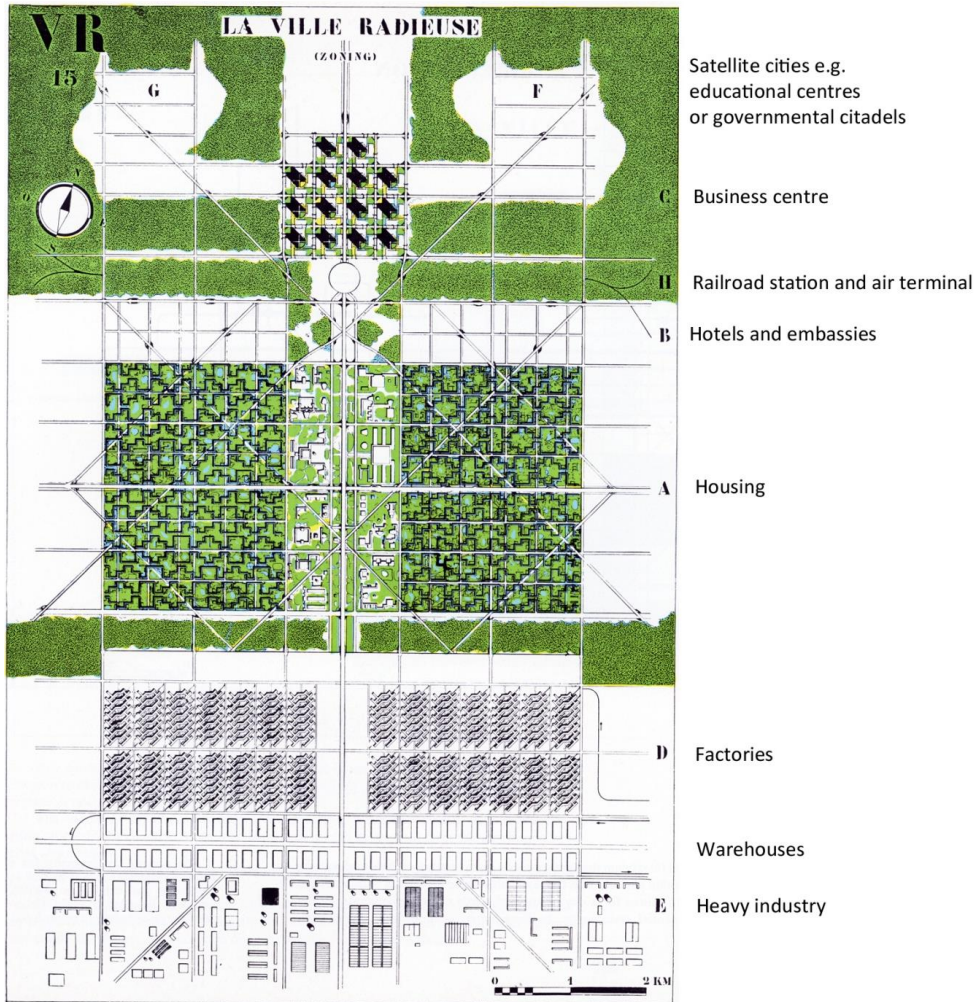 VR
LA VILLE RADIEUSE
(ZONING)
15
G
F
Satellite cities e.g.
educational centres
or governmental citadels
N
O
S
C
Business centre
H
Railroad station and air terminal
B
Hotels and embassies
A
Housing
D
Factories
Warehouses
E
Heavy industry
0 1 2 KM